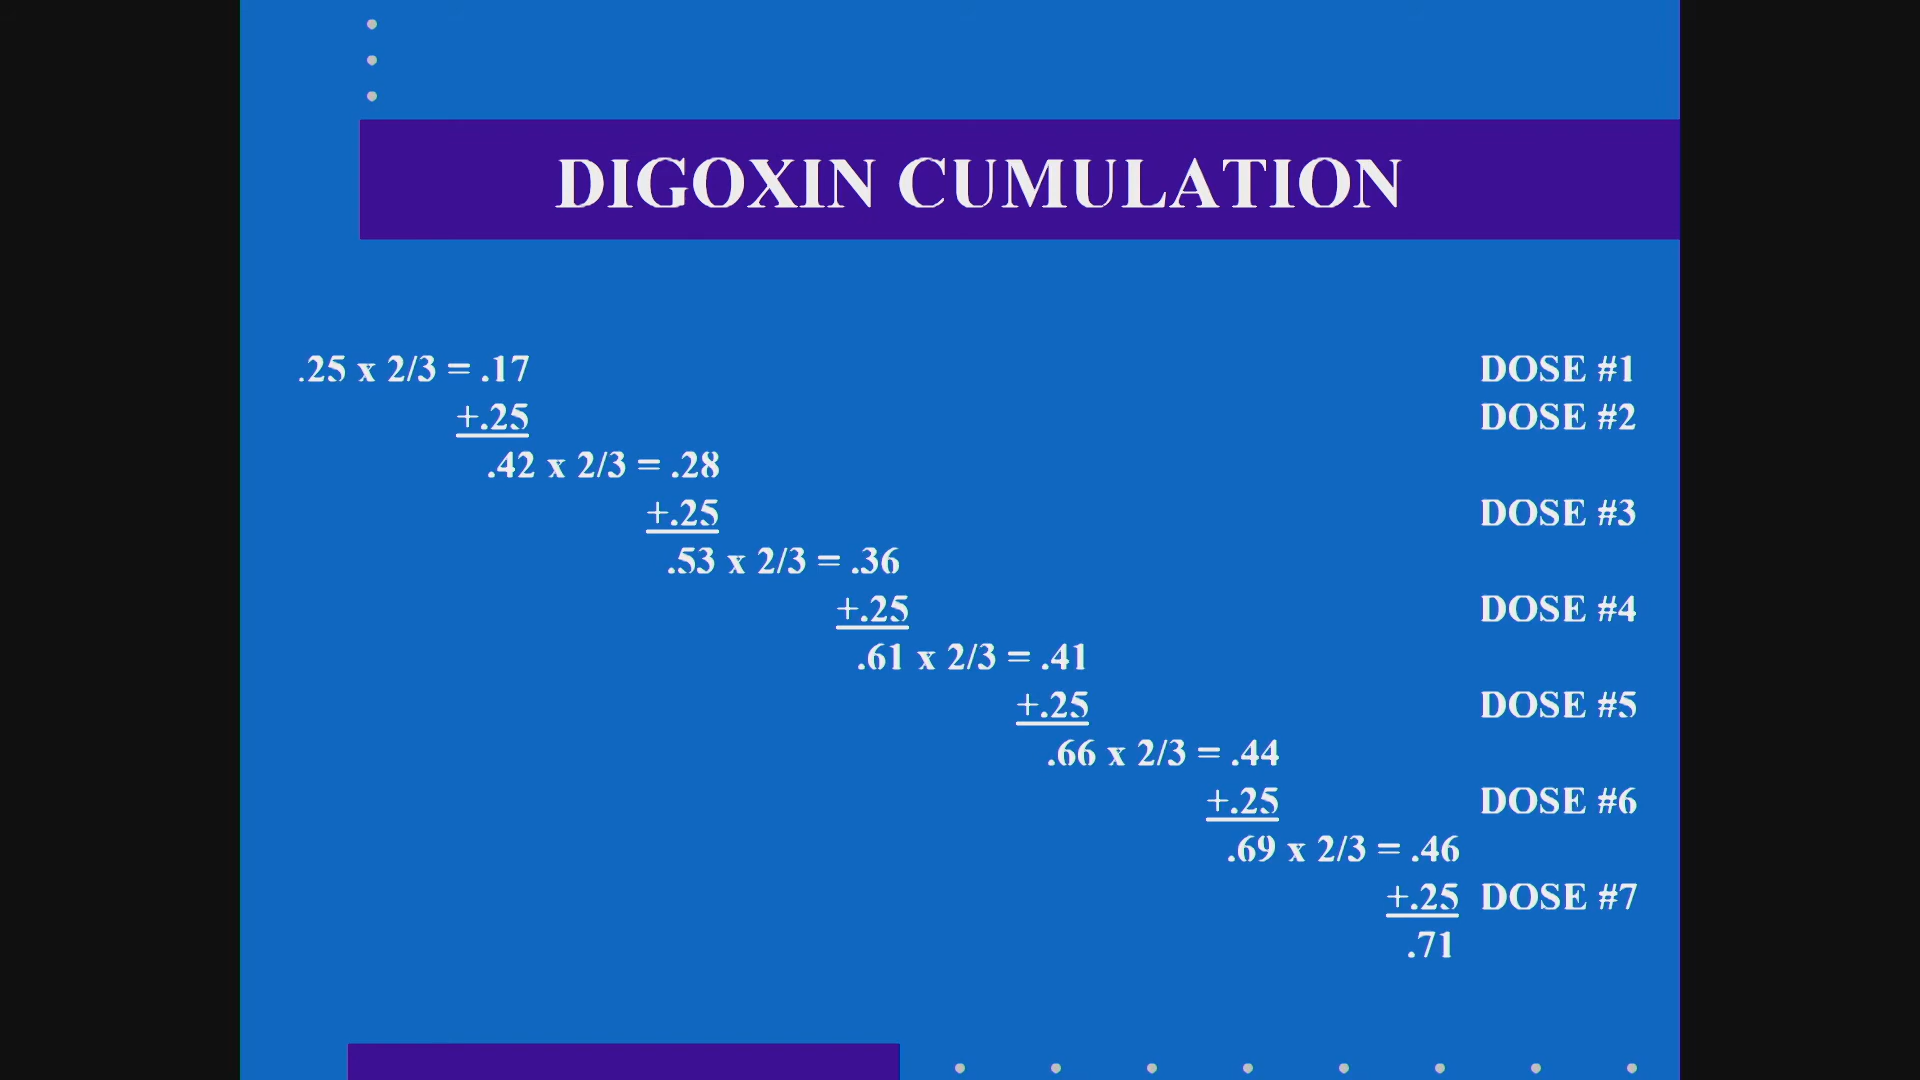 DIGOXIN CUMULATION
.25 x 2/3 = .17 DOSE #1
+.25 DOSE #2
.42 x 2/3 = .28
+.25 DOSE #3
.53 x 2/3 = .36
+.25 DOSE #4
.61 x 2/3 = .41
+.25 DOSE #5
.66 x 2/3 = .44
+.25 DOSE #6
.69 x 2/3 = .46
+.25 DOSE #7
.71